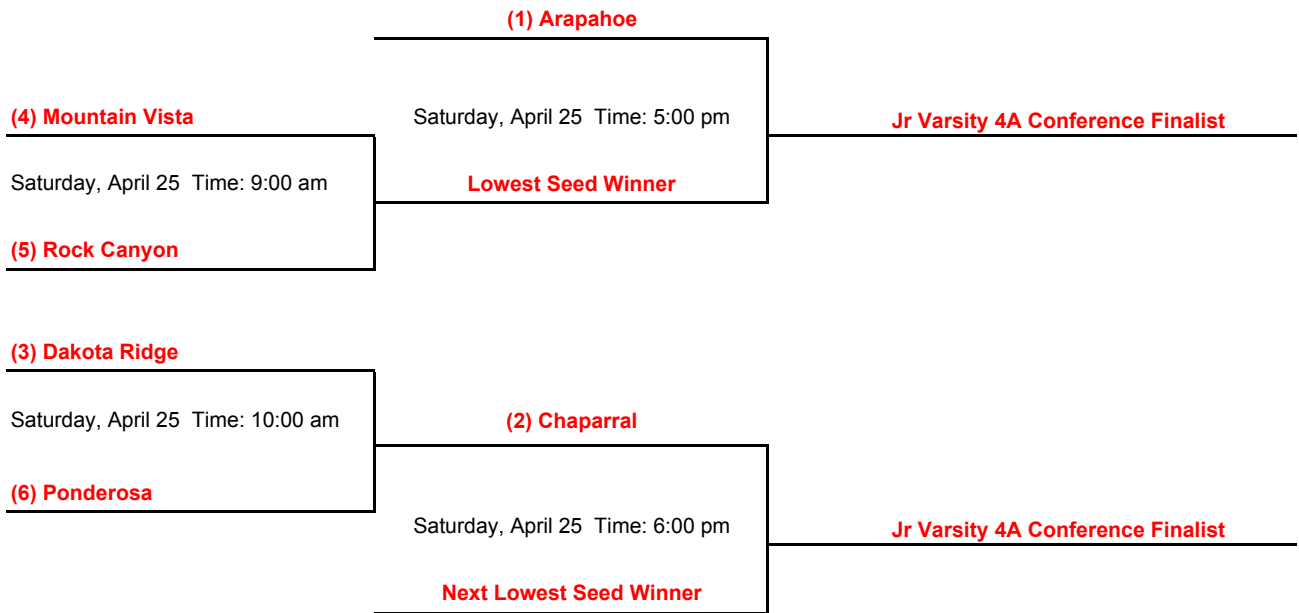 (1) Arapahoe
(4) Mountain Vista
Saturday, April 25 Time: 5:00 pm
Jr Varsity 4A Conference Finalist
Saturday, April 25 Time: 9:00 am
Lowest Seed Winner
(5) Rock Canyon
(3) Dakota Ridge
Saturday, April 25 Time: 10:00 am
(2) Chaparral
(6) Ponderosa
Saturday, April 25 Time: 6:00 pm
Jr Varsity 4A Conference Finalist
Next Lowest Seed Winner